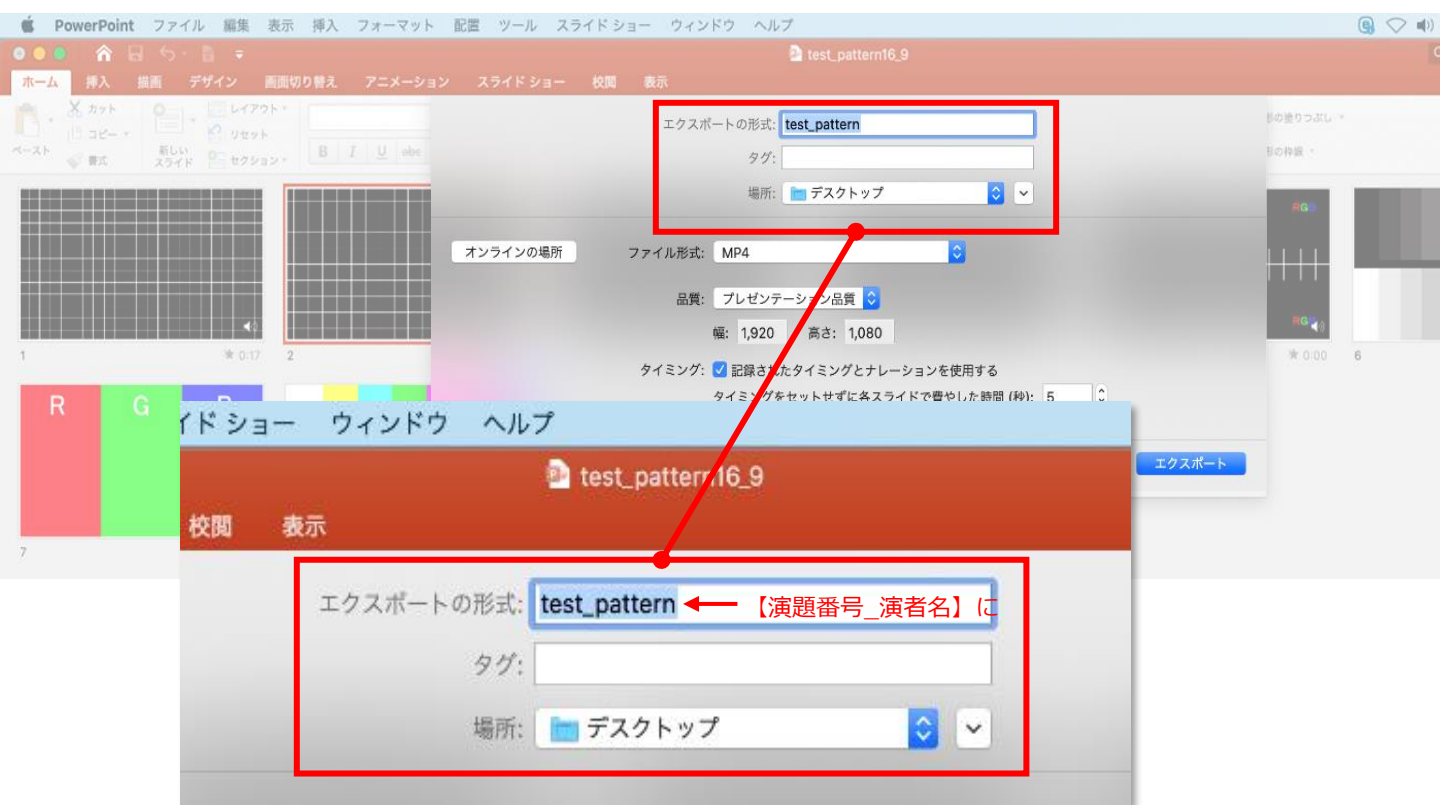 PowerPoint ファイル 編集 表示 挿入 フォーマット 配置 ツール スライド ショー ウィンドウ ヘルプ
test_pattern16_9
ホーム 挿入 描画 デザイン 画面切り替え アニメーション スライド ショー 校閲 表示
ペースト
カット
コピー
書式
新しい
スライド
レイアウト
リセット
セクション
B I U abc
形の塗りつぶし
形の枠線
エクスポートの形式: test_pattern
タグ:
場所: デスクトップ
オンラインの場所 ファイル形式: MP4
品質: プレゼンテーション品質
幅: 1,920 高さ: 1,080
タイミング: 記録されたタイミングとナレーションを使用する
タイミングをセットせずに各スライドで費やした時間 (秒): 5
エクスポート
RGB
RGB
1 0:17 2 0:00 6
R G B
7
イド ショー ウィンドウ ヘルプ
test_pattern16_9
校閲 表示
エクスポートの形式: test_pattern 【演題番号_演者名】に
タグ:
場所: デスクトップ